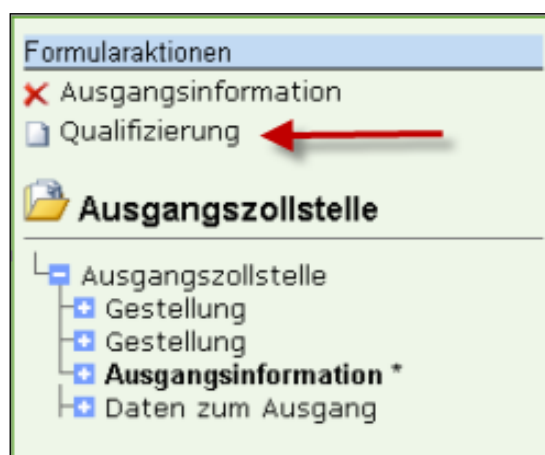 Formularaktionen
Ausgangsinformation
Qualifizierung
Ausgangszollstelle
Ausgangszollstelle
Gestellung
Gestellung
Ausgangsinformation *
Daten zum Ausgang